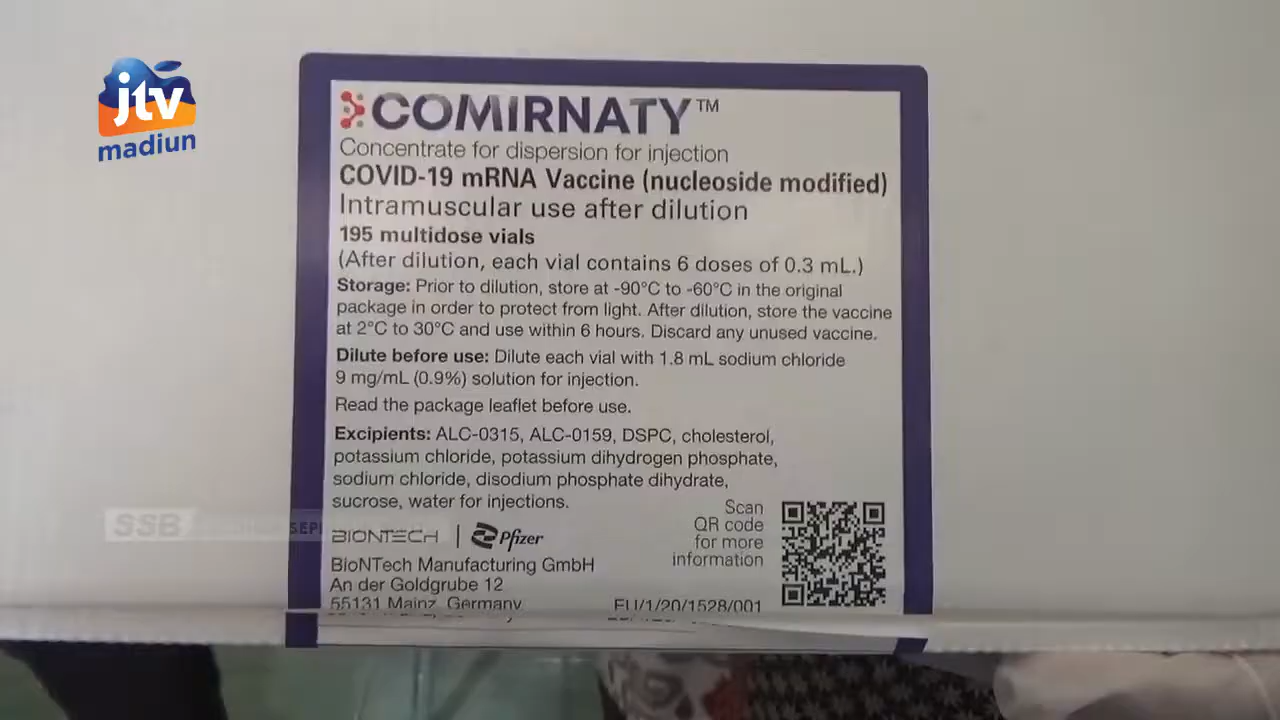 jtv
madiun
COMIRNATY™
Concentrate for dispersion for injection
COVID-19 mRNA Vaccine (nucleoside modified)
Intramuscular use after dilution
195 multidose vials
(After dilution, each vial contains 6 doses of 0.3 mL.)
Storage: Prior to dilution, store at -90°C to -60°C in the original
package in order to protect from light. After dilution, store the vaccine
at 2°C to 30°C and use within 6 hours. Discard any unused vaccine.
Dilute before use: Dilute each vial with 1.8 mL sodium chloride
9 mg/mL (0.9%) solution for injection.
Read the package leaflet before use.
Excipients: ALC-0315, ALC-0159, DSPC, cholesterol,
potassium chloride, potassium dihydrogen phosphate,
sodium chloride, disodium phosphate dihydrate,
sucrose, water for injections.
Scan
QR code
for more
information
SSB
BIONTECH | Pfizer
BioNTech Manufacturing GmbH
An der Goldgrube 12
55131 Mainz, Germany
EU/1/20/1528/001